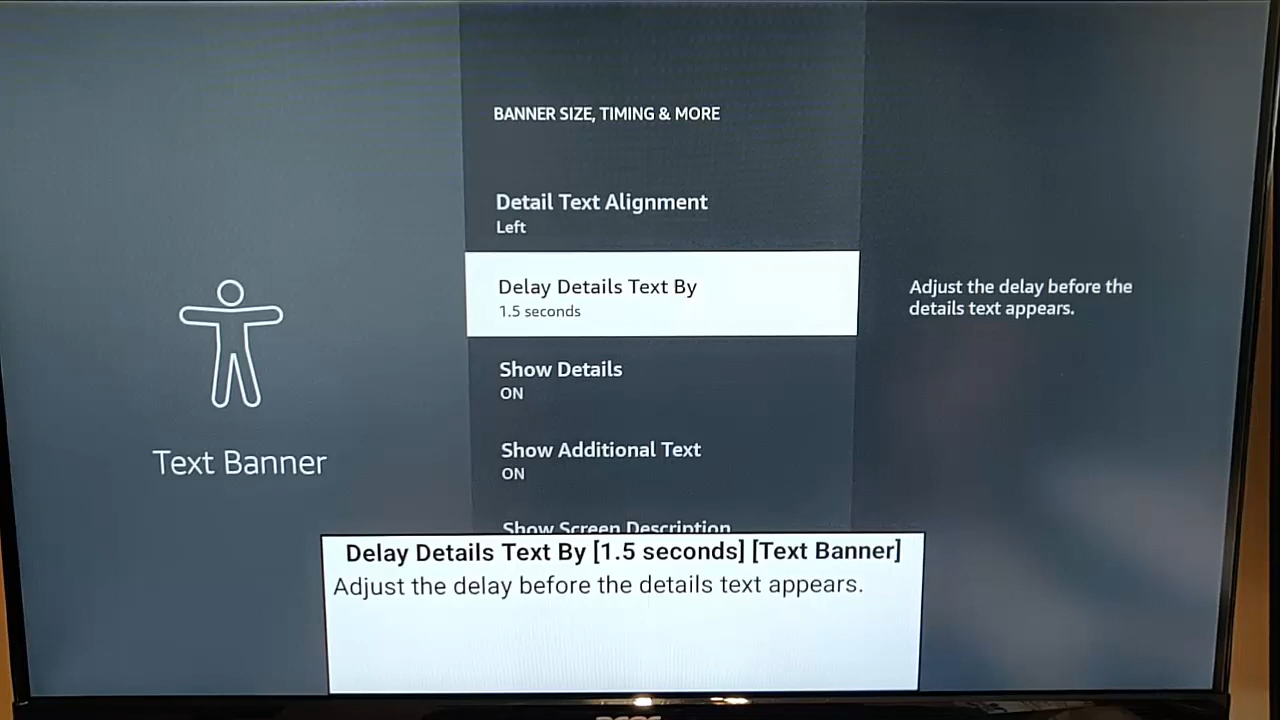 BANNER SIZE, TIMING & MORE
Detail Text Alignment
Left
Delay Details Text By
1.5 seconds
Adjust the delay before the
details text appears.
Show Details
ON
Show Additional Text
ON
Text Banner
Show Screen Description
Delay Details Text By [1.5 seconds] [Text Banner]
Adjust the delay before the details text appears.